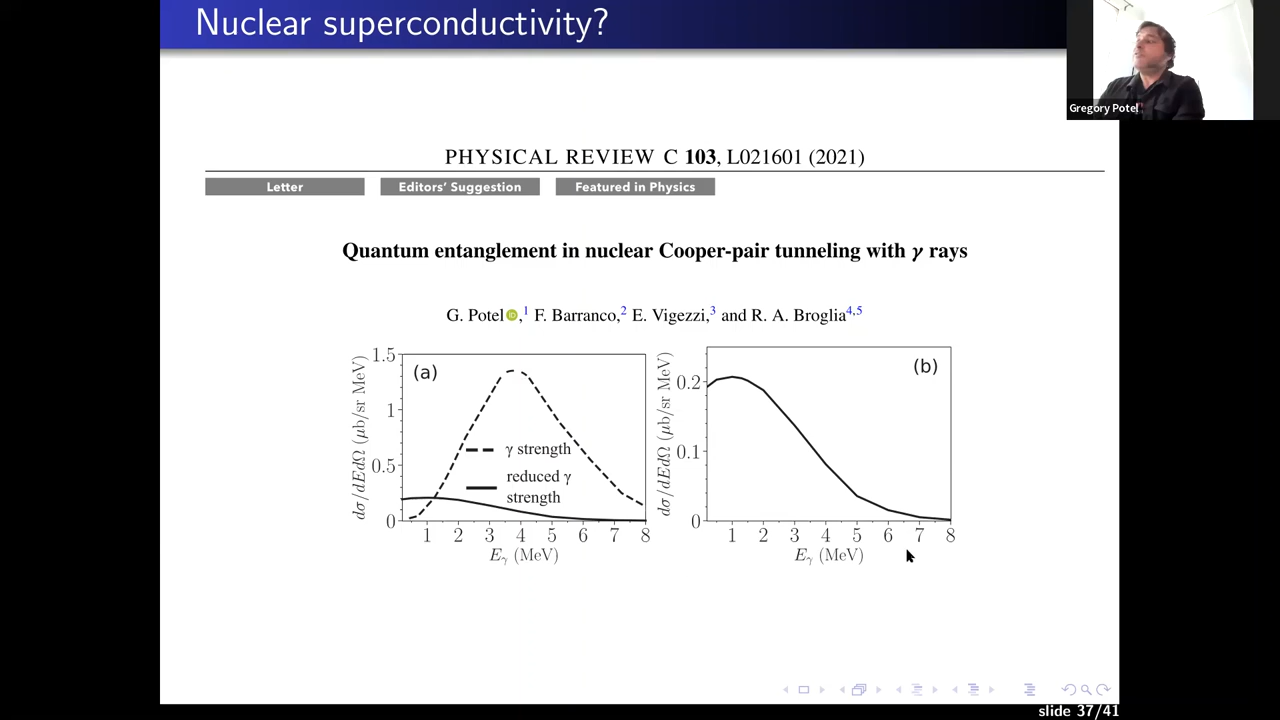 Nuclear superconductivity?
Gregory Potel
PHYSICAL REVIEW C 103, L021601 (2021)
Letter
Editors' Suggestion
Featured in Physics
Quantum entanglement in nuclear Cooper-pair tunneling with γ rays
G. Potel,1 F. Barranco,2 E. Vigezzi,3 and R. A. Broglia4,5
(a)
dσ/dEdΩ (μb/sr MeV)
1.5
1
0.5
0
γ strength
reduced γ
strength
1 2 3 4 5 6 7 8
Eγ (MeV)
(b)
dσ/dEdΩ (μb/sr MeV)
0.2
0.1
0
1 2 3 4 5 6 7 8
Eγ (MeV)
slide 37/41